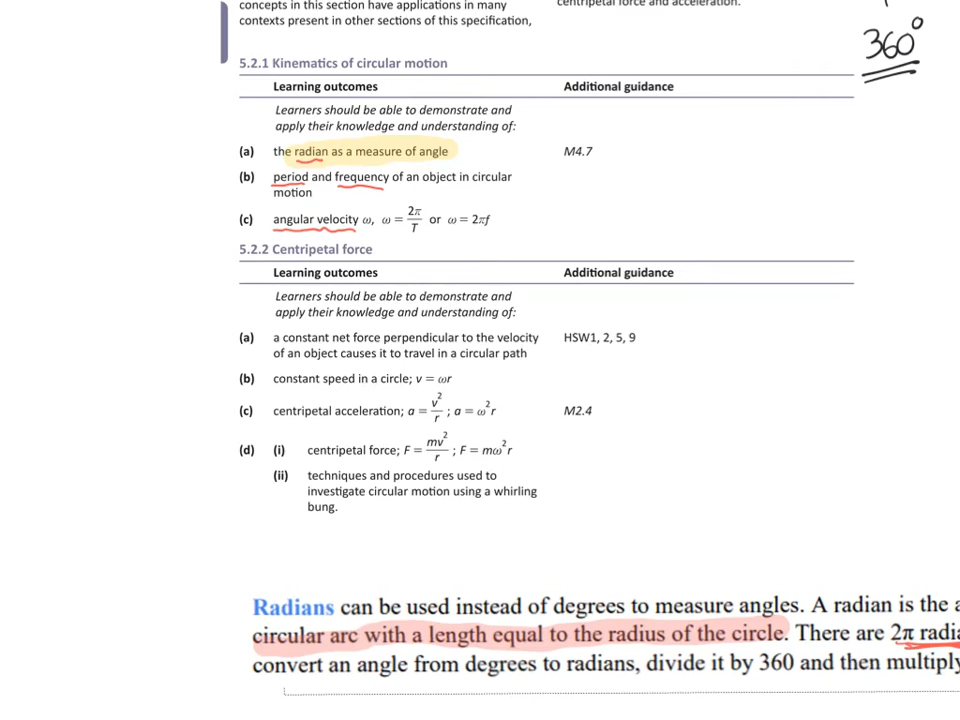 concepts in this section have applications in many
contexts present in other sections of this specification,
centripetal force and acceleration.
360°
5.2.1 Kinematics of circular motion
Learning outcomes Additional guidance
Learners should be able to demonstrate and
apply their knowledge and understanding of:
(a) the radian as a measure of angle M4.7
(b) period and frequency of an object in circular
motion
(c) angular velocity ω, ω = 2π/T or ω = 2πf
5.2.2 Centripetal force
Learning outcomes Additional guidance
Learners should be able to demonstrate and
apply their knowledge and understanding of:
(a) a constant net force perpendicular to the velocity HSW1, 2, 5, 9
of an object causes it to travel in a circular path
(b) constant speed in a circle; v = ωr
(c) centripetal acceleration; a = v²/r ; a = ω²r M2.4
(d) (i) centripetal force; F = mv²/r ; F = mω²r
(ii) techniques and procedures used to
investigate circular motion using a whirling
bung.
Radians can be used instead of degrees to measure angles. A radian is the a
circular arc with a length equal to the radius of the circle. There are 2π radia
convert an angle from degrees to radians, divide it by 360 and then multiply